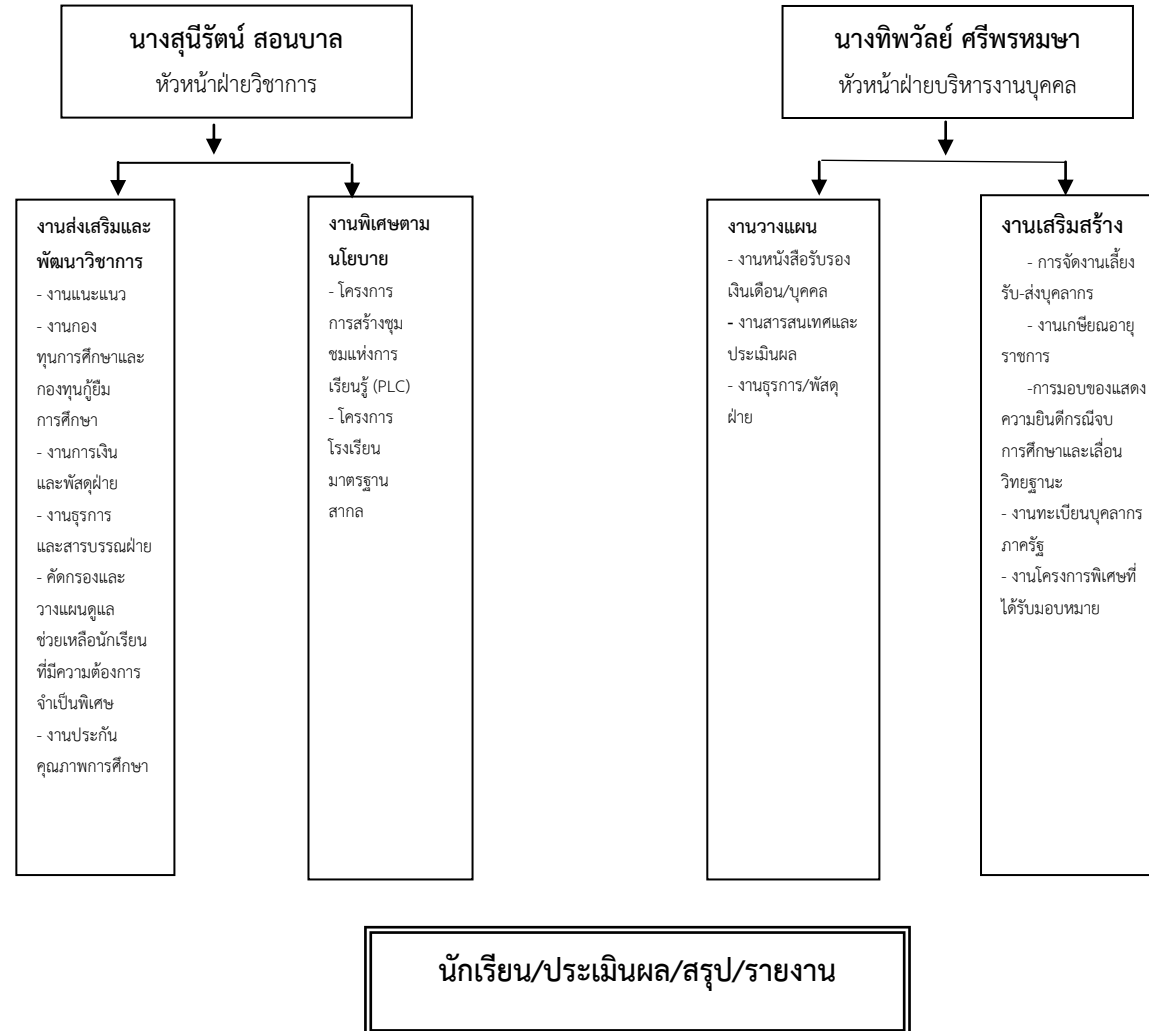 นางสุนีรัตน์ สอนบาล
หัวหน้าฝ่ายวิชาการ
นางทิพวัลย์ ศรีพรหมษา
หัวหน้าฝ่ายบริหารงานบุคคล
งานส่งเสริมและ
พัฒนาวิชาการ
- งานแนะแนว
- งานกอง
ทุนการศึกษาและ
กองทุนกู้ยืม
การศึกษา
- งานการเงิน
และพัสดุฝ่าย
- งานธุรการ
และสารบรรณฝ่าย
- คัดกรองและ
วางแผนดูแล
ช่วยเหลือนักเรียน
ที่มีความต้องการ
จำเป็นพิเศษ
- งานประกัน
คุณภาพการศึกษา
งานพิเศษตาม
นโยบาย
- โครงการ
การสร้างชุม
ชมแห่งการ
เรียนรู้ (PLC)
- โครงการ
โรงเรียน
มาตรฐาน
สากล
งานวางแผน
- งานหนังสือรับรอง
เงินเดือน/บุคคล
- งานสารสนเทศและ
ประเมินผล
- งานธุรการ/พัสดุ
ฝ่าย
งานเสริมสร้าง
- การจัดงานเลี้ยง
รับ-ส่งบุคลากร
- งานเกษียณอายุ
ราชการ
-การมอบของแสดง
ความยินดีกรณีจบ
การศึกษาและเลื่อน
วิทยฐานะ
- งานทะเบียนบุคลากร
ภาครัฐ
- งานโครงการพิเศษที่
ได้รับมอบหมาย
นักเรียน/ประเมินผล/สรุป/รายงาน